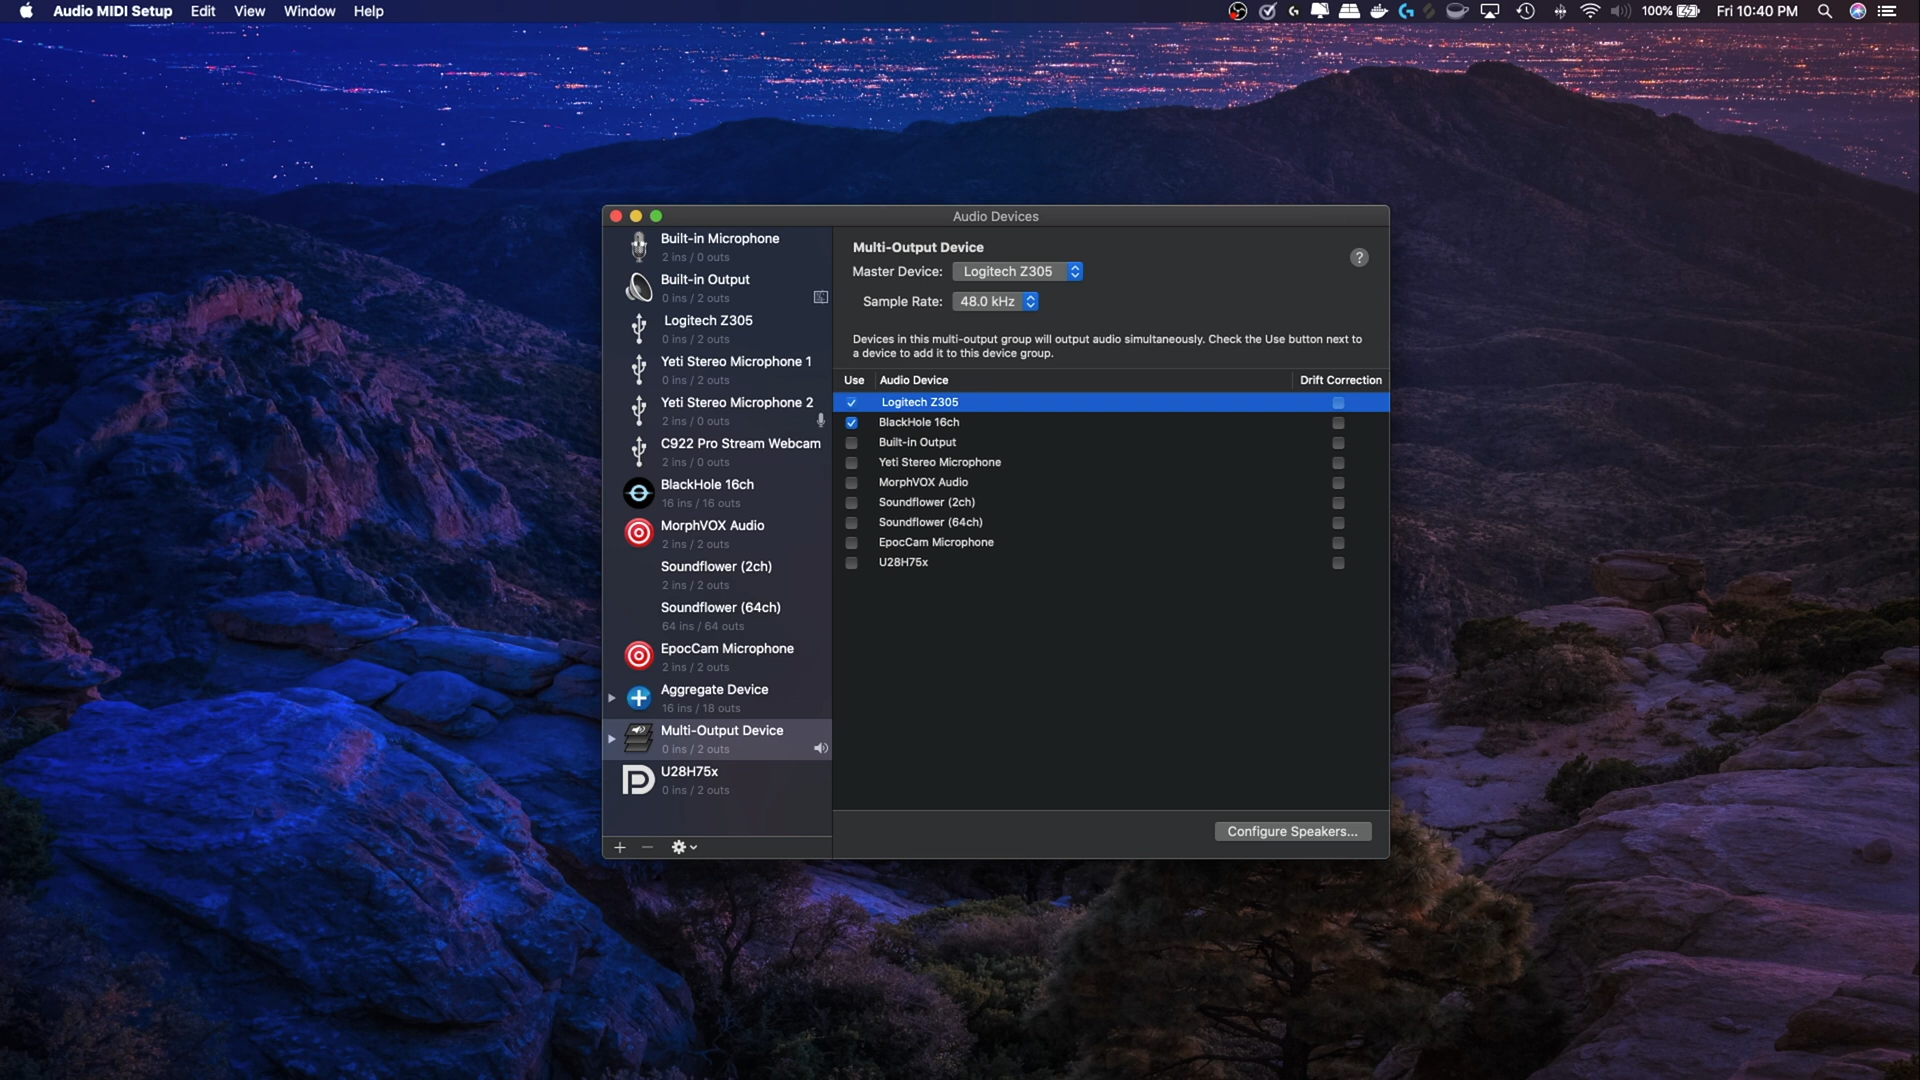 Audio MIDI Setup Edit View Window Help 100% Fri 10:40 PM
Audio Devices
Built-in Microphone
2 ins / 0 outs
Built-in Output
0 ins / 2 outs
Logitech Z305
0 ins / 2 outs
Yeti Stereo Microphone 1
0 ins / 2 outs
Yeti Stereo Microphone 2
2 ins / 0 outs
C922 Pro Stream Webcam
2 ins / 0 outs
BlackHole 16ch
16 ins / 16 outs
MorphVOX Audio
2 ins / 2 outs
Soundflower (2ch)
2 ins / 2 outs
Soundflower (64ch)
64 ins / 64 outs
EpocCam Microphone
2 ins / 2 outs
Aggregate Device
16 ins / 18 outs
Multi-Output Device
0 ins / 2 outs
U28H75x
0 ins / 2 outs
Multi-Output Device
?
Master Device: Logitech Z305
Sample Rate: 48.0 kHz
Devices in this multi-output group will output audio simultaneously. Check the Use button next to
a device to add it to this device group.
Use Audio Device Drift Correction
Logitech Z305
BlackHole 16ch
Built-in Output
Yeti Stereo Microphone
MorphVOX Audio
Soundflower (2ch)
Soundflower (64ch)
EpocCam Microphone
U28H75x
Configure Speakers...